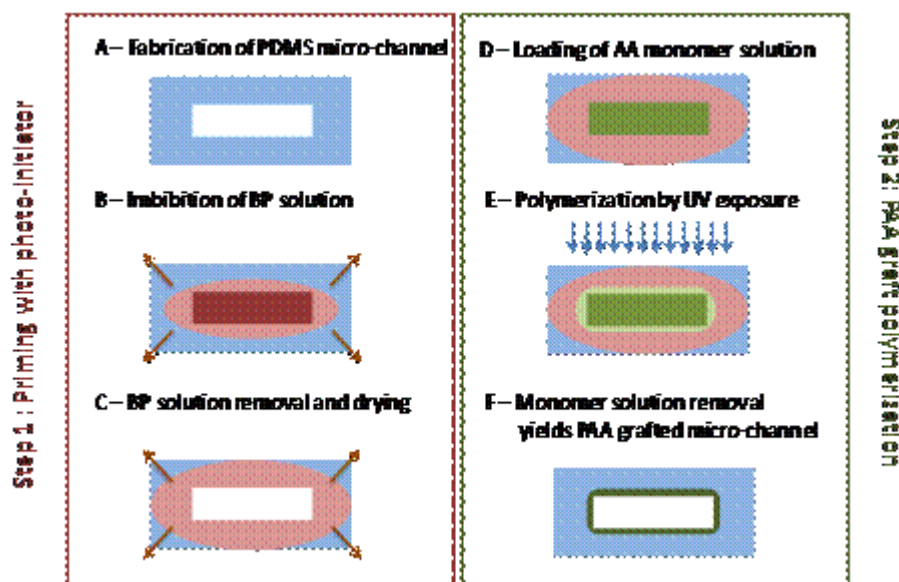 Step 1 : Priming with photo-initiator
A – Fabrication of PDMS micro-channel
B – Imbibition of BP solution
C – BP solution removal and drying
D – Loading of AA monomer solution
E – Polymerization by UV exposure
F – Monomer solution removal
yields PAA grafted micro-channel
Step 2 : PAA graft polymerisation